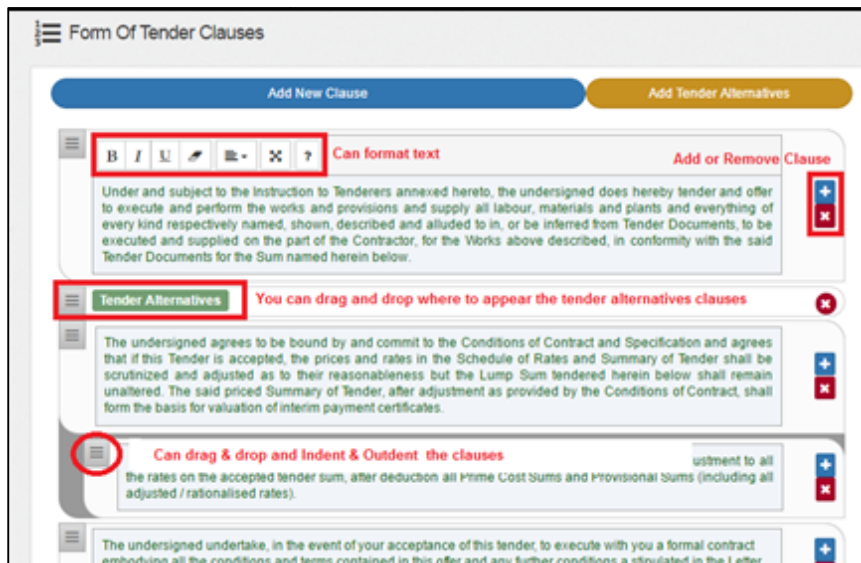 Form Of Tender Clauses
Add New Clause
Add Tender Alternatives
B I U ?
Can format text
Add or Remove Clause
Under and subject to the Instruction to Tenderers annexed hereto, the undersigned does hereby tender and offer
to execute and perform the works and provisions and supply all labour, materials and plants and everything of
every kind respectively named, shown, described and alluded to in, or be inferred from Tender Documents, to be
executed and supplied on the part of the Contractor, for the Works above described, in conformity with the said
Tender Documents for the Sum named herein below.
Tender Alternatives
You can drag and drop where to appear the tender alternatives clauses
The undersigned agrees to be bound by and commit to the Conditions of Contract and Specification and agrees
that if this Tender is accepted, the prices and rates in the Schedule of Rates and Summary of Tender shall be
scrutinized and adjusted as to their reasonableness but the Lump Sum tendered herein below shall remain
unaltered. The said priced Summary of Tender, after adjustment as provided by the Conditions of Contract, shall
form the basis for valuation of interim payment certificates.
Can drag & drop and Indent & Outdent the clauses
ustment to all
the rates on the accepted tender sum, after deduction all Prime Cost Sums and Provisional Sums (including all
adjusted / rationalised rates).
The undersigned undertake, in the event of your acceptance of this tender, to execute with you a formal contract
embodying all the conditions and terms contained in this offer and any further conditions a stipulated in the Letter